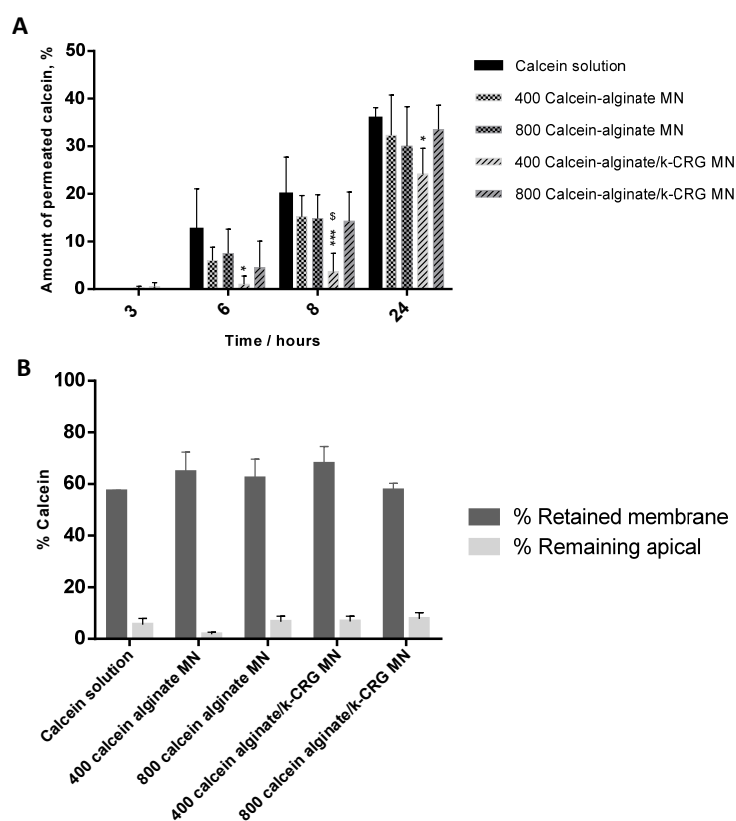 A
Amount of permeated calcein, %
50
40
30
20
10
0
*
***
$
*
3
6
8
24
Time / hours
Calcein solution
400 Calcein-alginate MN
800 Calcein-alginate MN
400 Calcein-alginate/k-CRG MN
800 Calcein-alginate/k-CRG MN
B
% Calcein
100
80
60
40
20
0
Calcein solution
400 calcein alginate MN
800 calcein alginate MN
400 calcein alginate/k-CRG MN
800 calcein alginate/k-CRG MN
% Retained membrane
% Remaining apical